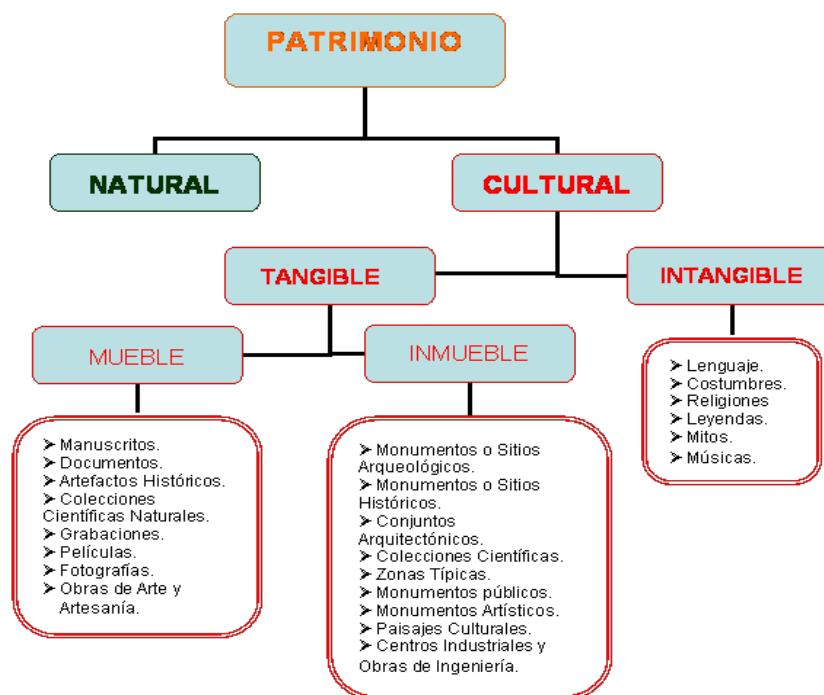 PATRIMONIO
NATURAL
CULTURAL
TANGIBLE
INTANGIBLE
MUEBLE
INMUEBLE
➤ Manuscritos.
➤ Documentos.
➤ Artefactos Históricos.
➤ Colecciones
Científicas Naturales.
➤ Grabaciones.
➤ Películas.
➤ Fotografías.
➤ Obras de Arte y
Artesanía.
➤ Monumentos o Sitios
Arqueológicos.
➤ Monumentos o Sitios
Históricos.
➤ Conjuntos
Arquitectónicos.
➤ Colecciones Científicas.
➤ Zonas Típicas.
➤ Monumentos públicos.
➤ Monumentos Artísticos.
➤ Paisajes Culturales.
➤ Centros Industriales y
Obras de Ingeniería.
➤ Lenguaje.
➤ Costumbres.
➤ Religiones
➤ Leyendas.
➤ Mitos.
➤ Músicas.